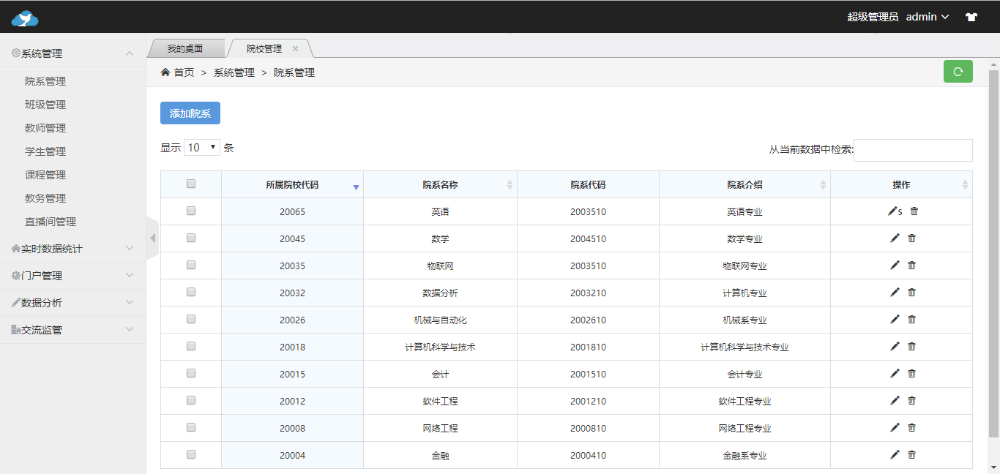 超级管理员 admin
系统管理
院系管理
班级管理
教师管理
学生管理
课程管理
教务管理
直播间管理
实时数据统计
门户管理
数据分析
交流监管
我的桌面 院校管理 ×
首页 > 系统管理 > 院系管理
添加院系
显示 10 条
从当前数据中检索:
所属院校代码 院系名称 院系代码 院系介绍 操作
20065 英语 2003510 英语专业 s
20045 数学 2004510 数学专业
20035 物联网 2003510 物联网专业
20032 数据分析 2003210 计算机专业
20026 机械与自动化 2002610 机械系专业
20018 计算机科学与技术 2001810 计算机科学与技术专业
20015 会计 2001510 会计专业
20012 软件工程 2001210 软件工程专业
20008 网络工程 2000810 网络工程专业
20004 金融 2000410 金融系专业